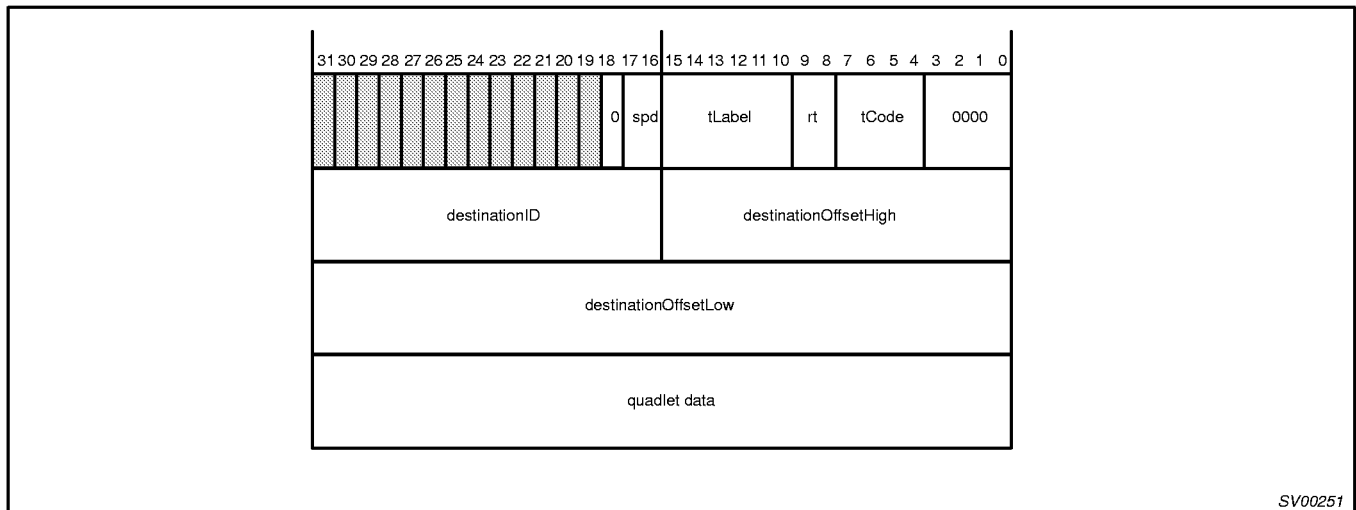 31 30 29 28 27 26 25 24 23 22 21 20 19 18 17 16 15 14 13 12 11 10 9 8 7 6 5 4 3 2 1 0
0 spd tLabel rt tCode 0000
destinationID destinationOffsetHigh
destinationOffsetLow
quadlet data
SV00251